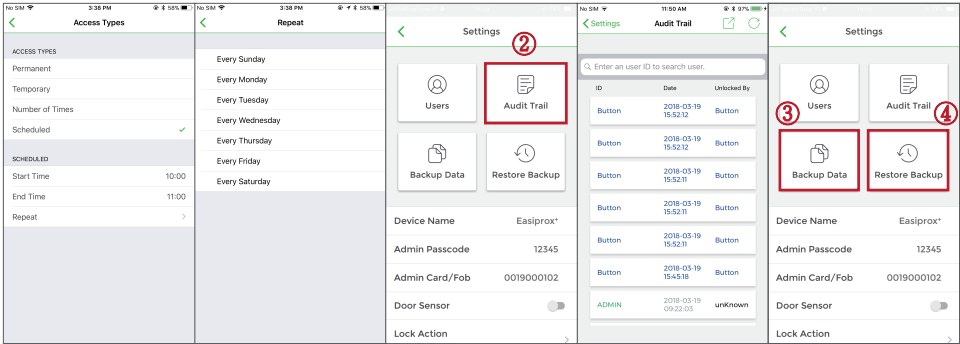 No SIM 3:38 PM 58%
Access Types
ACCESS TYPES
Permanent
Temporary
Number of Times
Scheduled
SCHEDULED
Start Time 10:00
End Time 11:00
Repeat
No SIM 3:38 PM 58%
Repeat
Every Sunday
Every Monday
Every Tuesday
Every Wednesday
Every Thursday
Every Friday
Every Saturday
Settings
②
Users Audit Trail
Backup Data Restore Backup
Device Name Easiprox⁺
Admin Passcode 12345
Admin Card/Fob 0019000102
Door Sensor
Lock Action
No SIM 11:50 AM 97%
Settings Audit Trail
Enter an user ID to search user.
ID Date Unlocked By
Button 2018-03-19 15:52:12 Button
Button 2018-03-19 15:52:12 Button
Button 2018-03-19 15:52:11 Button
Button 2018-03-19 15:52:11 Button
Button 2018-03-19 15:52:11 Button
Button 2018-03-19 15:45:18 Button
ADMIN 2018-03-19 09:22:03 unKnown
Settings
Users Audit Trail
③ ④
Backup Data Restore Backup
Device Name Easiprox⁺
Admin Passcode 12345
Admin Card/Fob 0019000102
Door Sensor
Lock Action